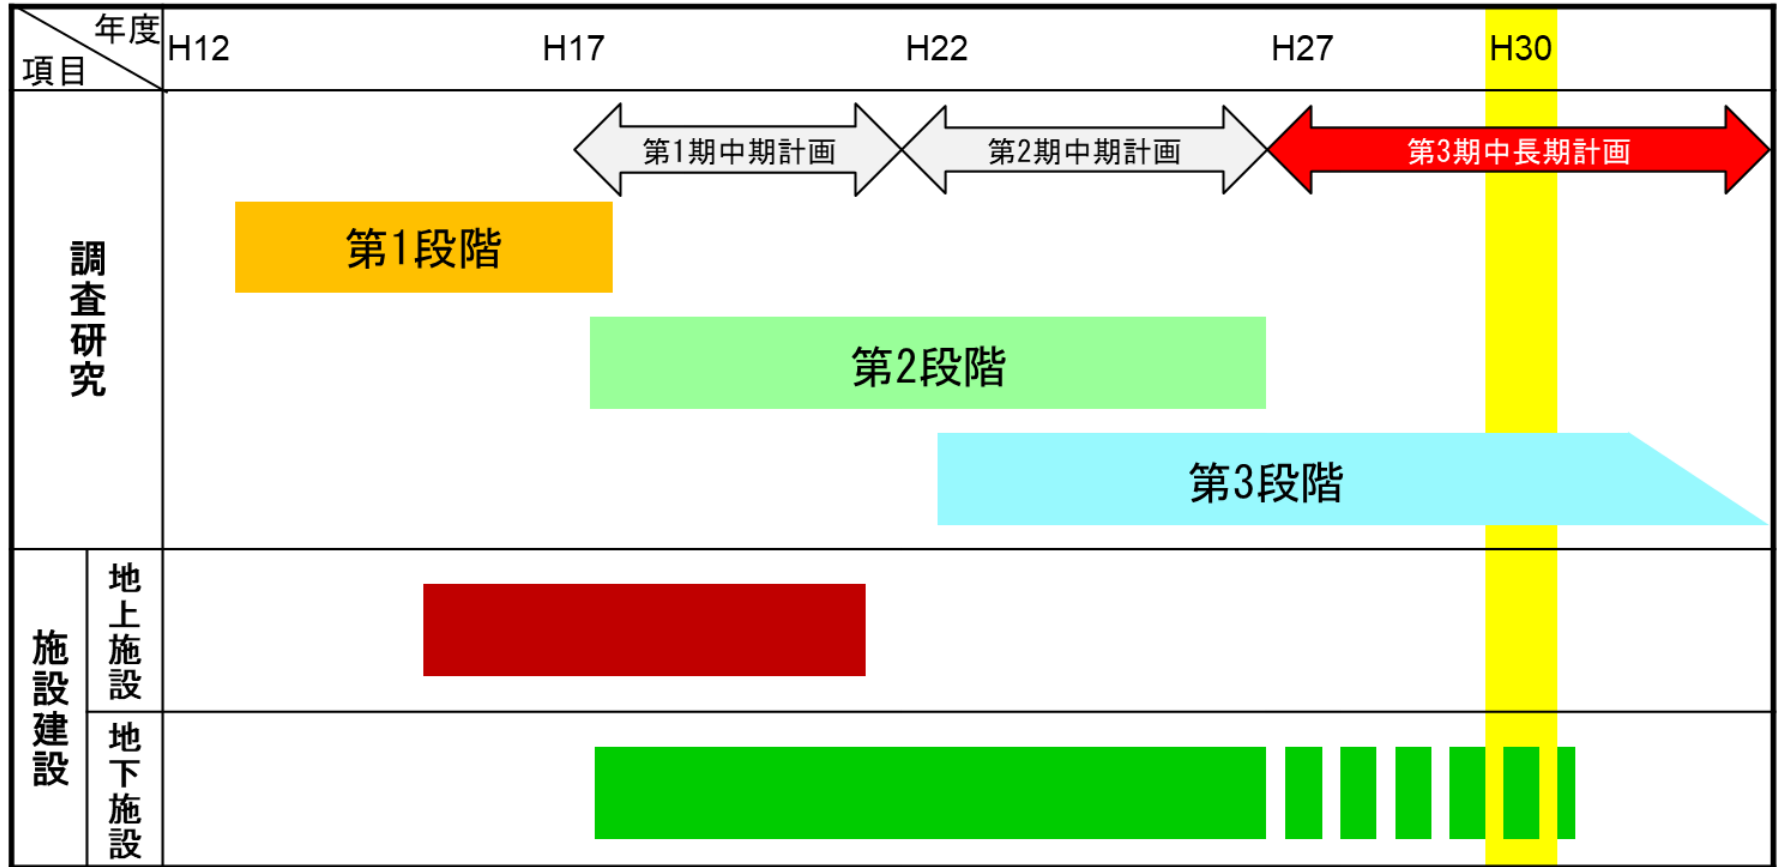 年度
項目
H12
H17
H22
H27
H30
調査研究
第1期中期計画
第2期中期計画
第3期中長期計画
第1段階
第2段階
第3段階
施設建設
地上施設
地下施設